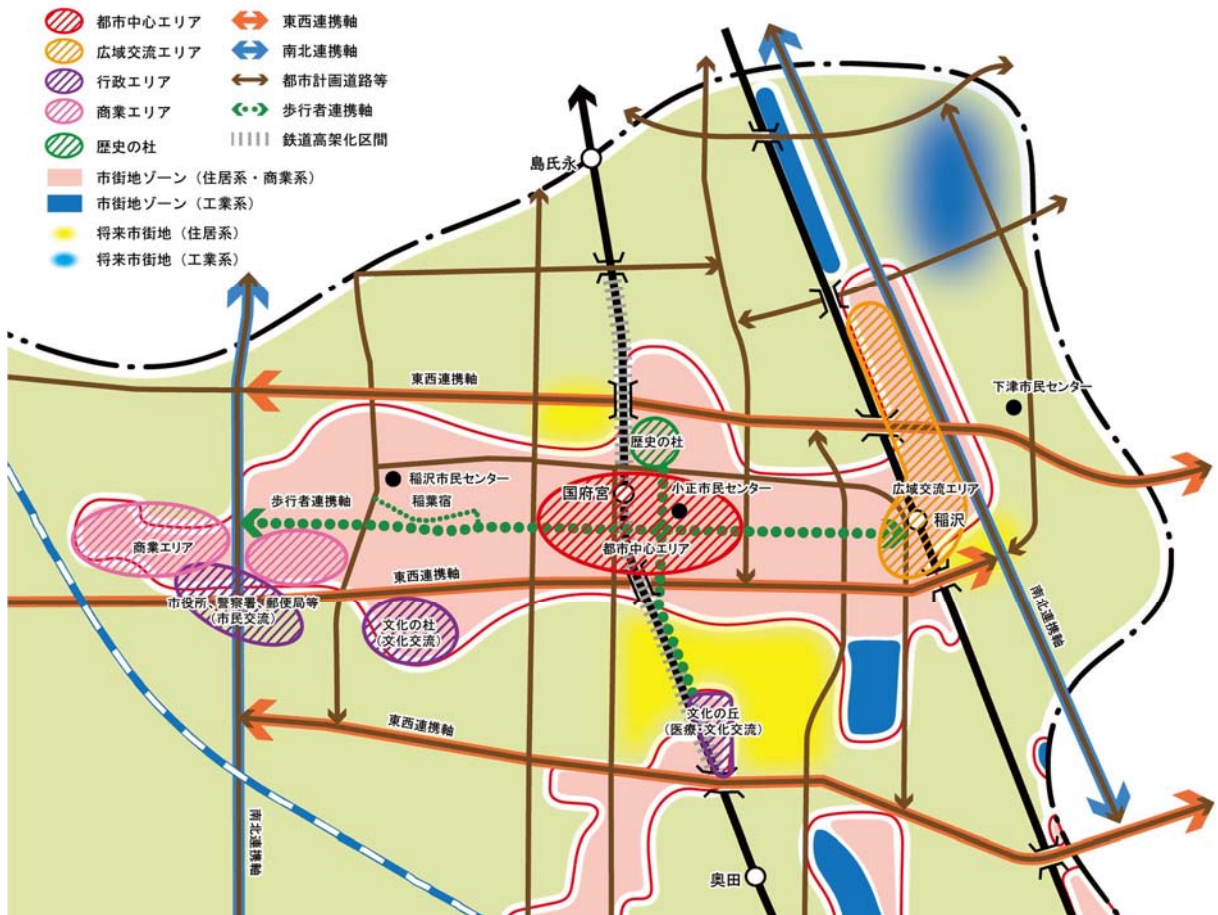 都市中心エリア
広域交流エリア
行政エリア
商業エリア
歴史の杜
市街地ゾーン（住居系・商業系）
市街地ゾーン（工業系）
将来市街地（住居系）
将来市街地（工業系）
東西連携軸
南北連携軸
都市計画道路等
歩行者連携軸
鉄道高架化区間
島氏永
東西連携軸
下津市民センター
歴史の杜
稲沢市民センター
国府宮
小正市民センター
広域交流エリア
稲葉宿
歩行者連携軸
稲沢
商業エリア
都市中心エリア
東西連携軸
市役所、警察署、郵便局等
（市民交流）
文化の杜
（文化交流）
南北連携軸
文化の丘
（医療・文化交流）
東西連携軸
南北連携軸
奥田